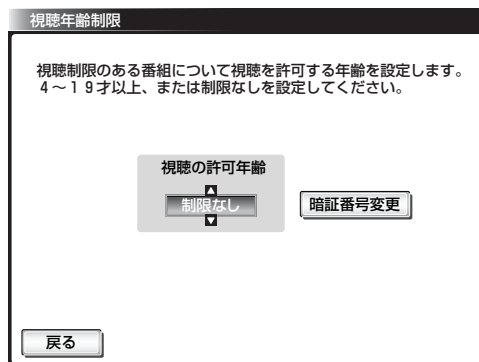 視聴年齢制限
視聴制限のある番組について視聴を許可する年齢を設定します。
4～19才以上、または制限なしを設定してください。
視聴の許可年齢
制限なし
暗証番号変更
戻る